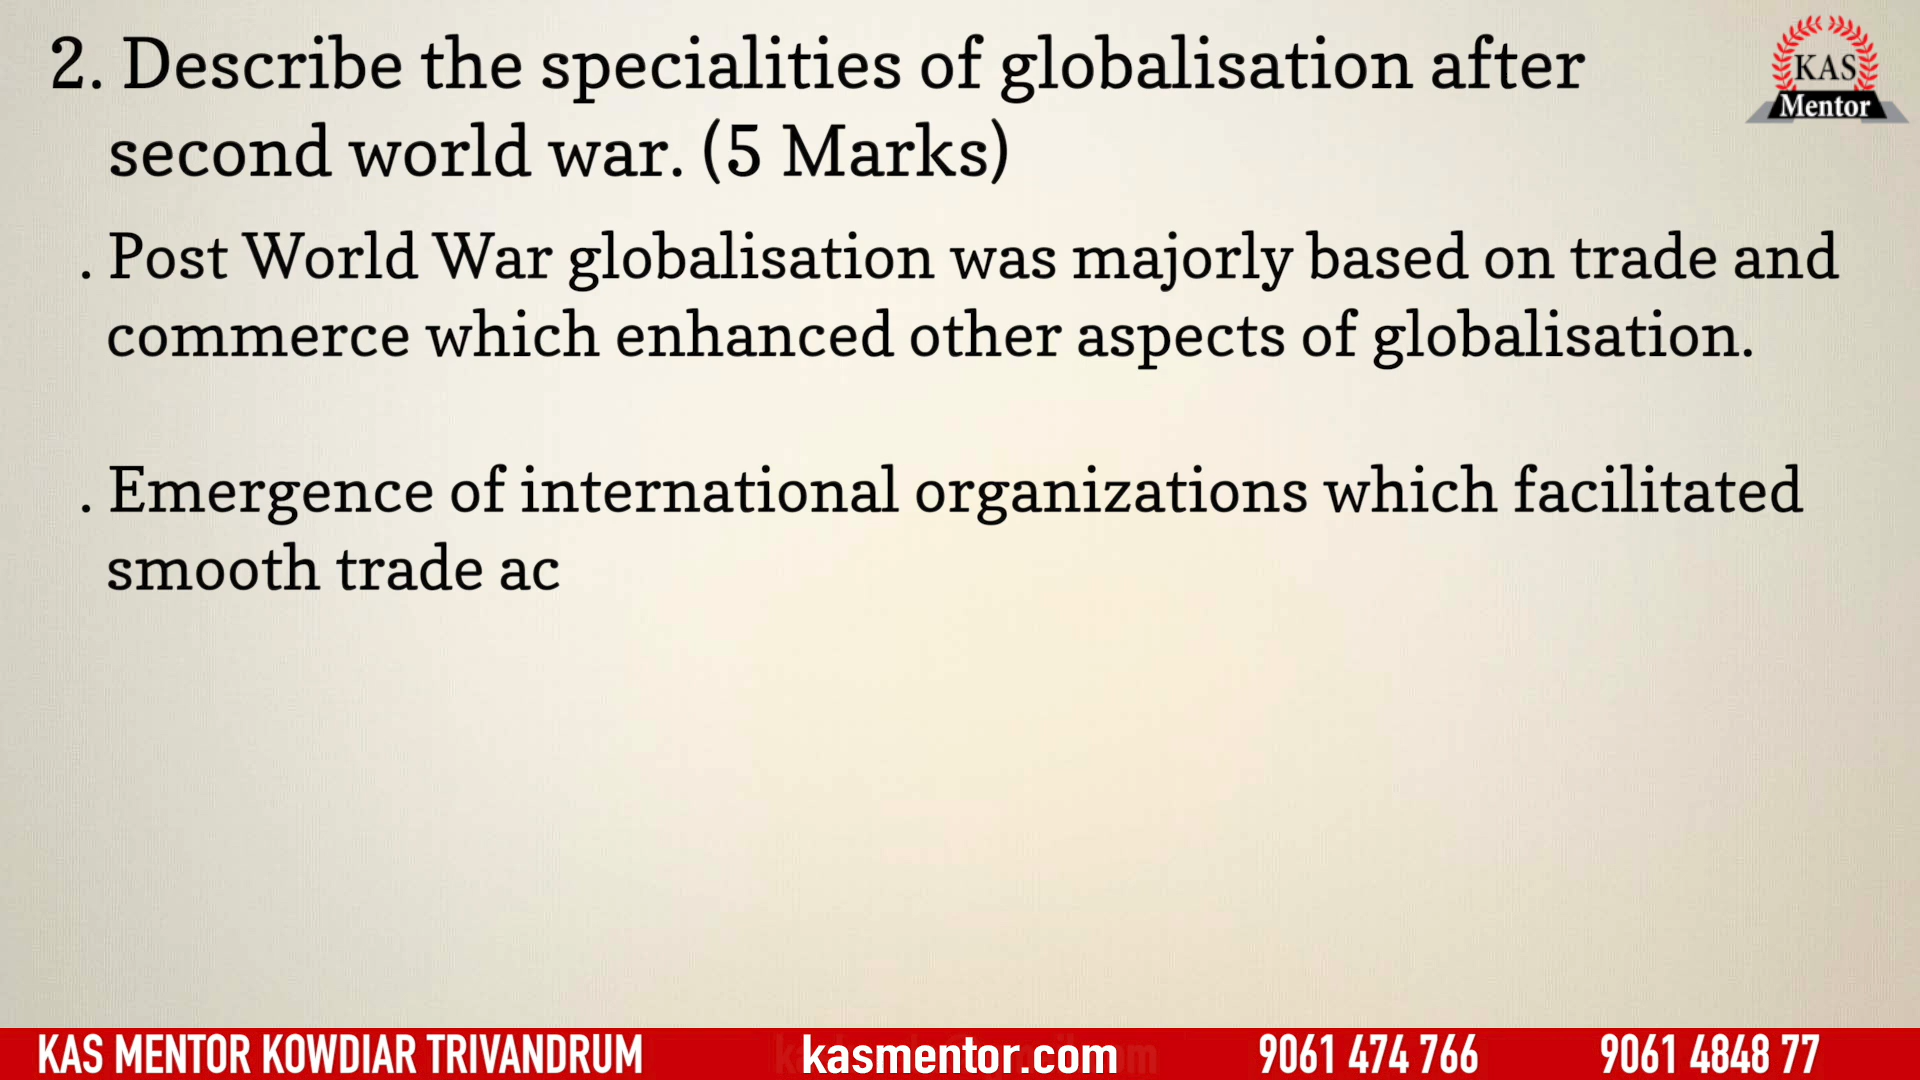 2. Describe the specialities of globalisation after
second world war. (5 Marks)
KAS
Mentor
. Post World War globalisation was majorly based on trade and
commerce which enhanced other aspects of globalisation.
. Emergence of international organizations which facilitated
smooth trade ac
KAS MENTOR KOWDIAR TRIVANDRUM kasmentor.com 9061 474 766 9061 4848 77